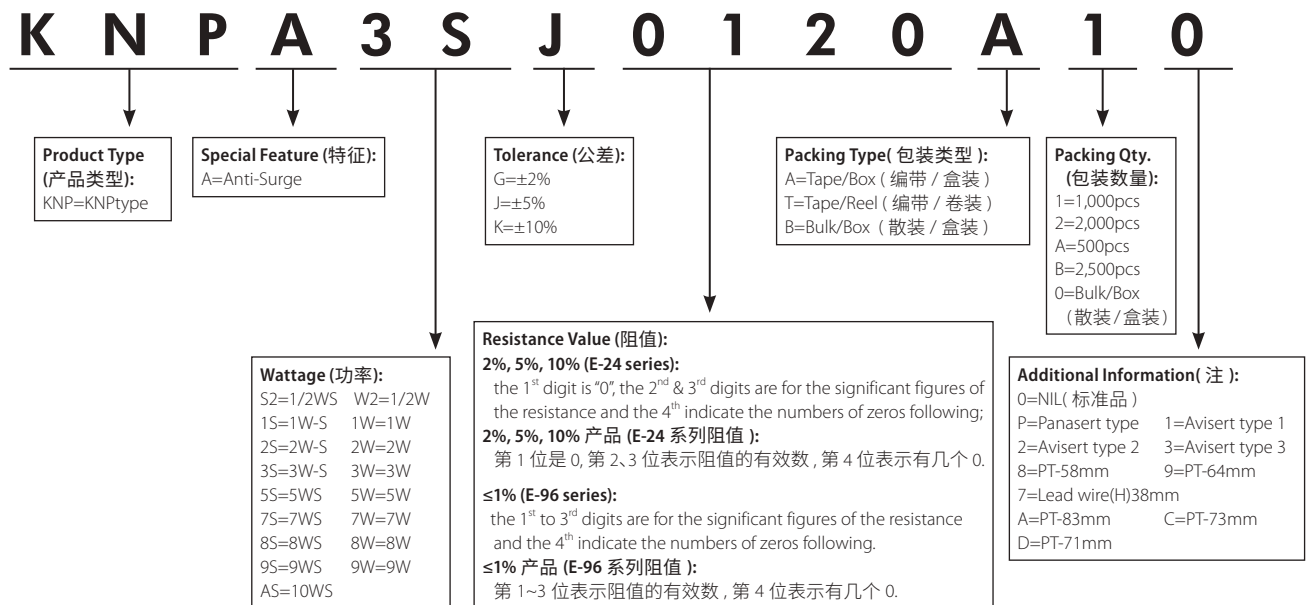 K N P A 3 S J 0 1 2 0 A 1 0
Product Type
(产品类型):
KNP=KNPtype
Special Feature (特征):
A=Anti-Surge
Tolerance (公差):
G=±2%
J=±5%
K=±10%
Packing Type( 包装类型 ):
A=Tape/Box ( 编带 / 盒装 )
T=Tape/Reel ( 编带 / 卷装 )
B=Bulk/Box ( 散装 / 盒装 )
Packing Qty.
(包装数量):
1=1,000pcs
2=2,000pcs
A=500pcs
B=2,500pcs
0=Bulk/Box
(散装/盒装)
Wattage (功率):
S2=1/2WS W2=1/2W
1S=1W-S 1W=1W
2S=2W-S 2W=2W
3S=3W-S 3W=3W
5S=5WS 5W=5W
7S=7WS 7W=7W
8S=8WS 8W=8W
9S=9WS 9W=9W
AS=10WS
Resistance Value (阻值):
2%, 5%, 10% (E-24 series):
the 1st digit is "0", the 2nd & 3rd digits are for the significant figures of
the resistance and the 4th indicate the numbers of zeros following;
2%, 5%, 10% 产品 (E-24 系列阻值 ):
第 1 位是 0, 第 2、3 位表示阻值的有效数 , 第 4 位表示有几个 0.
≤1% (E-96 series):
the 1st to 3rd digits are for the significant figures of the resistance
and the 4th indicate the numbers of zeros following.
≤1% 产品 (E-96 系列阻值 ):
第 1~3 位表示阻值的有效数 , 第 4 位表示有几个 0.
Additional Information( 注 ):
0=NIL( 标准品 )
P=Panasert type 1=Avisert type 1
2=Avisert type 2 3=Avisert type 3
8=PT-58mm 9=PT-64mm
7=Lead wire(H)38mm
A=PT-83mm C=PT-73mm
D=PT-71mm